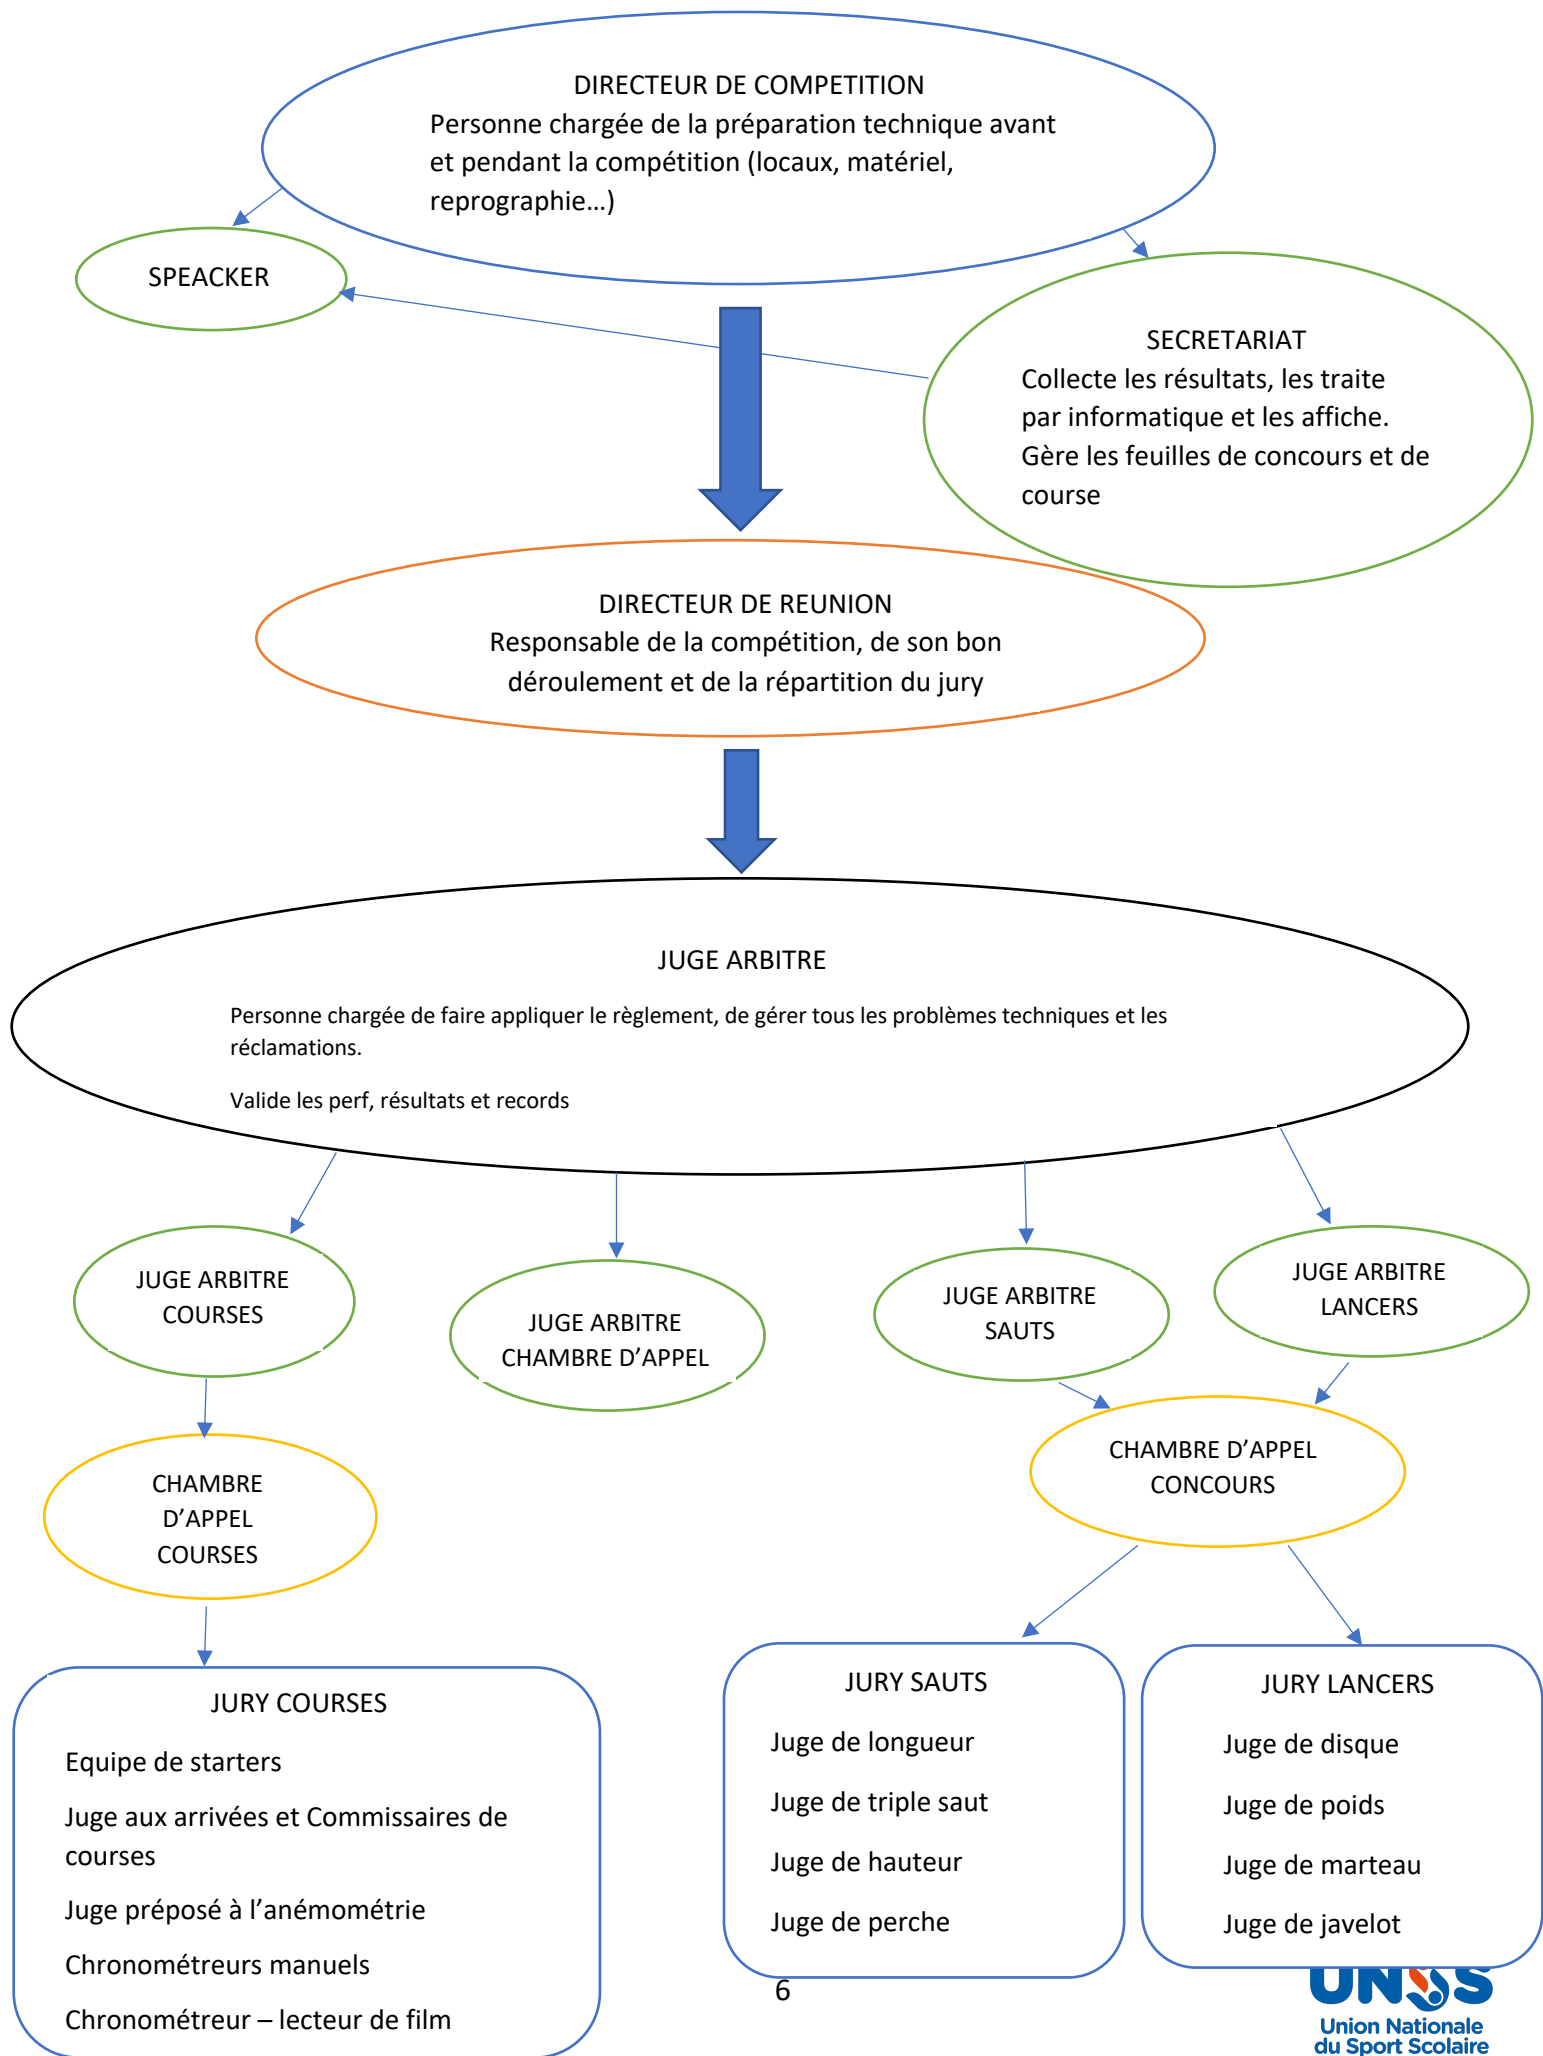 DIRECTEUR DE COMPETITION
Personne chargée de la préparation technique avant
et pendant la compétition (locaux, matériel,
reprographie…)
SPEACKER
SECRETARIAT
Collecte les résultats, les traite
par informatique et les affiche.
Gère les feuilles de concours et de
course
DIRECTEUR DE REUNION
Responsable de la compétition, de son bon
déroulement et de la répartition du jury
JUGE ARBITRE
Personne chargée de faire appliquer le règlement, de gérer tous les problèmes techniques et les
réclamations.
Valide les perf, résultats et records
JUGE ARBITRE
COURSES
JUGE ARBITRE
CHAMBRE D’APPEL
JUGE ARBITRE
SAUTS
JUGE ARBITRE
LANCERS
CHAMBRE
D’APPEL
COURSES
CHAMBRE D’APPEL
CONCOURS
JURY COURSES
Equipe de starters
Juge aux arrivées et Commissaires de
courses
Juge préposé à l’anémométrie
Chronométreurs manuels
Chronométreur – lecteur de film
JURY SAUTS
Juge de longueur
Juge de triple saut
Juge de hauteur
Juge de perche
JURY LANCERS
Juge de disque
Juge de poids
Juge de marteau
Juge de javelot
6
UNSS
Union Nationale
du Sport Scolaire